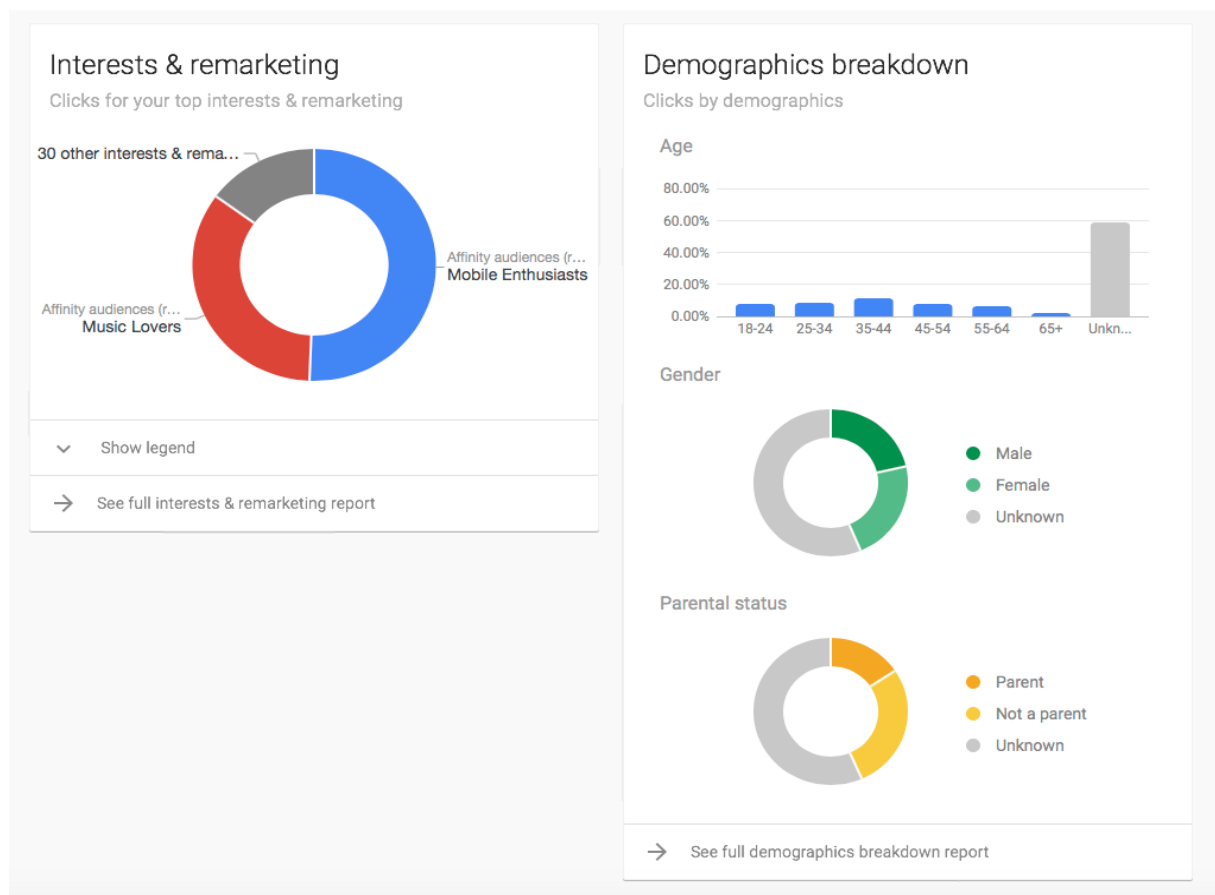 Interests & remarketing
Clicks for your top interests & remarketing
30 other interests & rema...
Affinity audiences (r...
Mobile Enthusiasts
Affinity audiences (r...
Music Lovers
Show legend
See full interests & remarketing report
Demographics breakdown
Clicks by demographics
Age
80.00%
60.00%
40.00%
20.00%
0.00%
18-24 25-34 35-44 45-54 55-64 65+ Unkn...
Gender
Male
Female
Unknown
Parental status
Parent
Not a parent
Unknown
See full demographics breakdown report